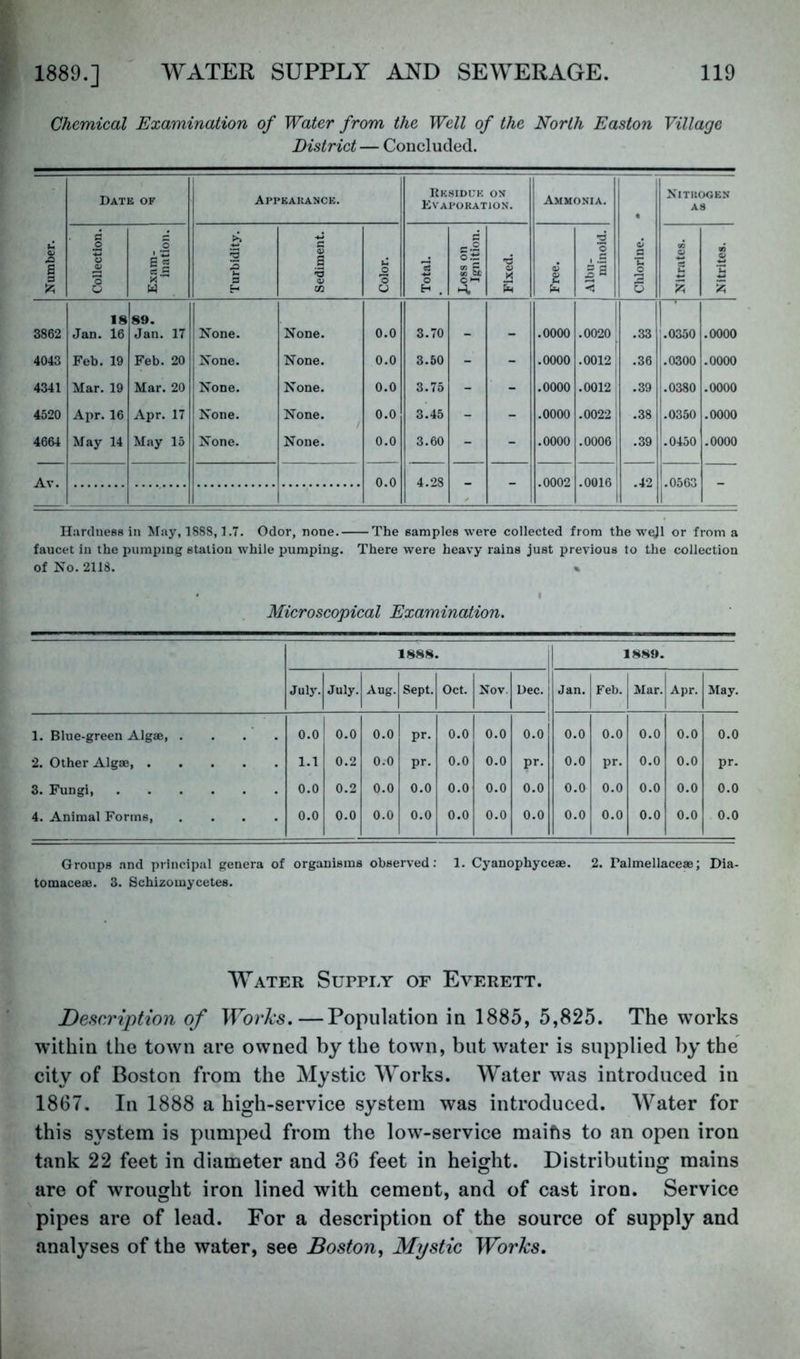 1889.] WATER SUPPLY AND SEWERAGE. 119
Chemical Examination of Water from the Well of the North Easton Village
District — Concluded.
Number. | DATE OF | APPEARANCE. | RESIDUE ON EVAPORATION. | AMMONIA. | Chlorine. | NITROGEN AS
Collection. | Examination. | Turbidity. | Sediment. | Color. | Total. | Loss on Ignition. | Fixed. | Free. | Albuminoid. | Nitrates. | Nitrites.
1889.
3862 | Jan. 16 | Jan. 17 | None. | None. | 0.0 | 3.70 | - | - | .0000 | .0020 | .33 | .0350 | .0000
4043 | Feb. 19 | Feb. 20 | None. | None. | 0.0 | 3.50 | - | - | .0000 | .0012 | .36 | .0300 | .0000
4341 | Mar. 19 | Mar. 20 | None. | None. | 0.0 | 3.75 | - | - | .0000 | .0012 | .39 | .0380 | .0000
4520 | Apr. 16 | Apr. 17 | None. | None. | 0.0 | 3.45 | - | - | .0000 | .0022 | .38 | .0350 | .0000
4664 | May 14 | May 15 | None. | None. | 0.0 | 3.60 | - | - | .0000 | .0006 | .39 | .0450 | .0000
Av. | ........ | ........ | ............ | ............ | 0.0 | 4.28 | - | - | .0002 | .0016 | .42 | .0563 | -
Hardness in May, 1888, 1.7. Odor, none. —— The samples were collected from the well or from a
faucet in the pumping station while pumping. There were heavy rains just previous to the collection
of No. 2118.
Microscopical Examination.
1888. | 1889.
July. | July. | Aug. | Sept. | Oct. | Nov. | Dec. | Jan. | Feb. | Mar. | Apr. | May.
1. Blue-green Algæ, . . . . | 0.0 | 0.0 | 0.0 | pr. | 0.0 | 0.0 | 0.0 | 0.0 | 0.0 | 0.0 | 0.0 | 0.0
2. Other Algæ, . . . . . | 1.1 | 0.2 | 0.0 | pr. | 0.0 | 0.0 | pr. | 0.0 | pr. | 0.0 | 0.0 | pr.
3. Fungi, . . . . . . | 0.0 | 0.2 | 0.0 | 0.0 | 0.0 | 0.0 | 0.0 | 0.0 | 0.0 | 0.0 | 0.0 | 0.0
4. Animal Forms, . . . . | 0.0 | 0.0 | 0.0 | 0.0 | 0.0 | 0.0 | 0.0 | 0.0 | 0.0 | 0.0 | 0.0 | 0.0
Groups and principal genera of organisms observed: 1. Cyanophyceæ. 2. Palmellaceæ; Dia-
tomaceæ. 3. Schizomycetes.
WATER SUPPLY OF EVERETT.
Description of Works. — Population in 1885, 5,825. The works
within the town are owned by the town, but water is supplied by the
city of Boston from the Mystic Works. Water was introduced in
1867. In 1888 a high-service system was introduced. Water for
this system is pumped from the low-service mains to an open iron
tank 22 feet in diameter and 36 feet in height. Distributing mains
are of wrought iron lined with cement, and of cast iron. Service
pipes are of lead. For a description of the source of supply and
analyses of the water, see Boston, Mystic Works.